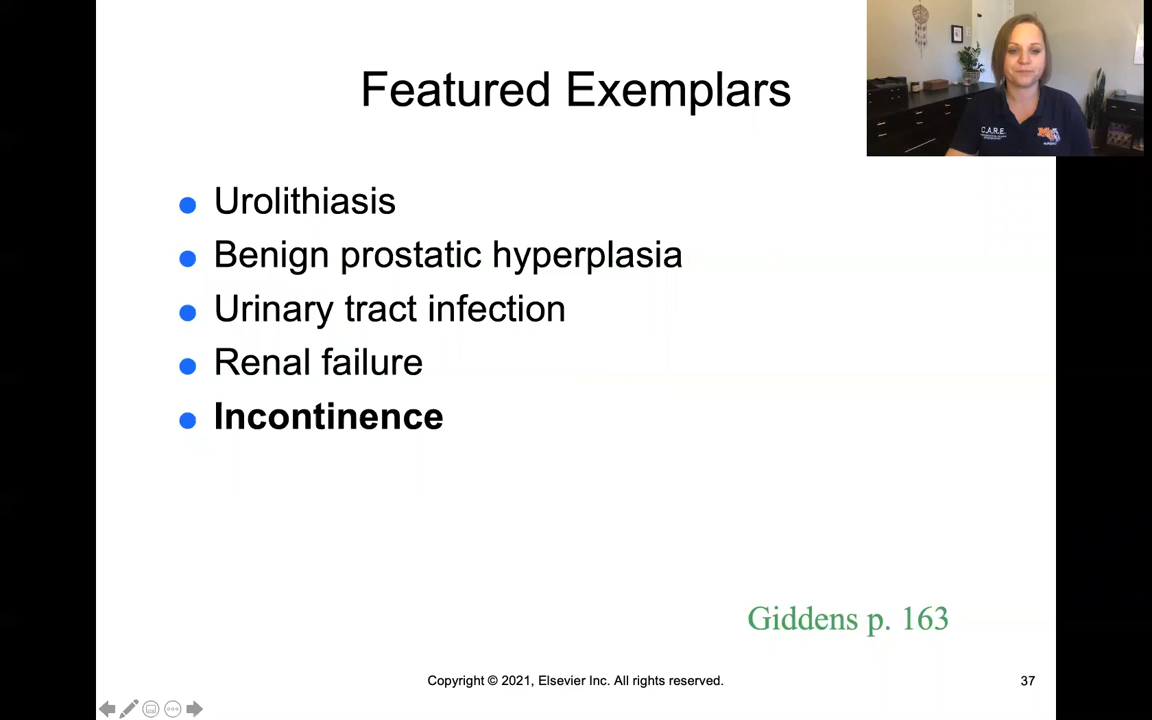 Featured Exemplars
C.A.R.E.
Urolithiasis
Benign prostatic hyperplasia
Urinary tract infection
Renal failure
Incontinence
Giddens p. 163
Copyright © 2021, Elsevier Inc. All rights reserved.
37